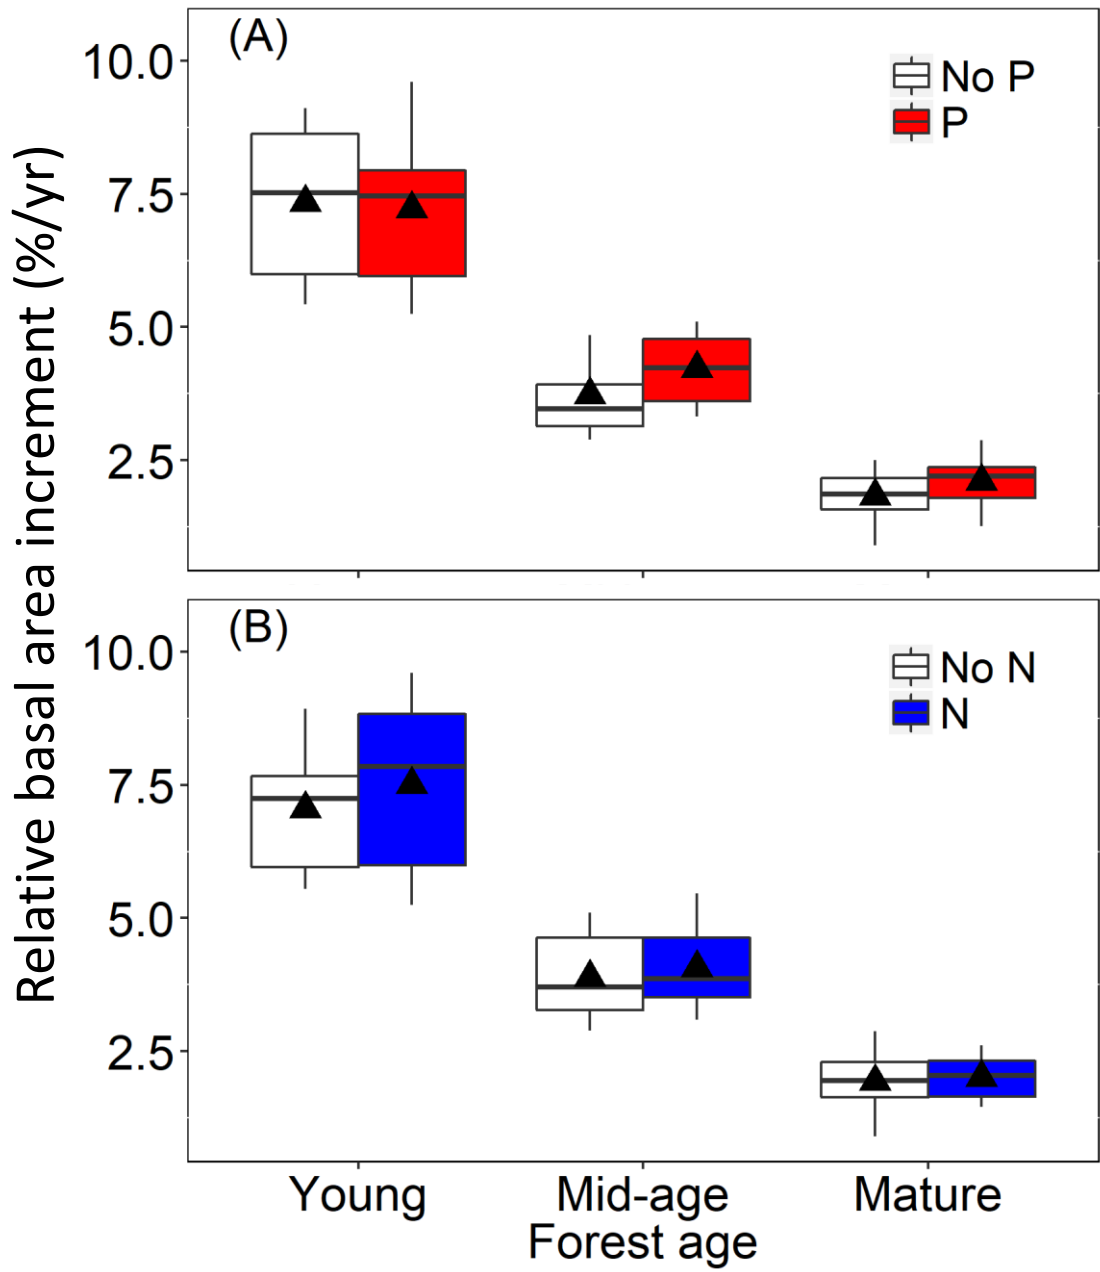 Relative basal area increment (%/yr)
(A)
No P
P
10.0
7.5
5.0
2.5
(B)
No N
N
10.0
7.5
5.0
2.5
Young Mid-age Mature
Forest age